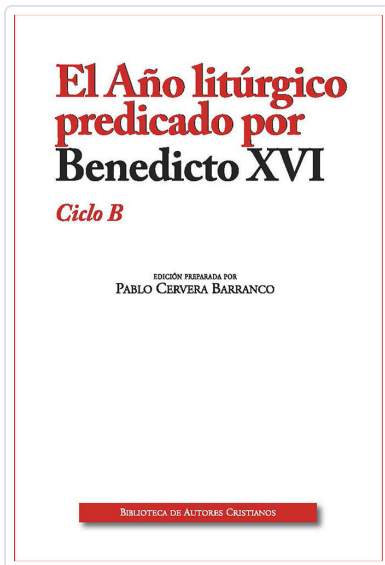 El Año litúrgico
predicado por
Benedicto XVI
Ciclo B
EDICIÓN PREPARADA POR
PABLO CERVERA BARRANCO
BIBLIOTECA DE AUTORES CRISTIANOS